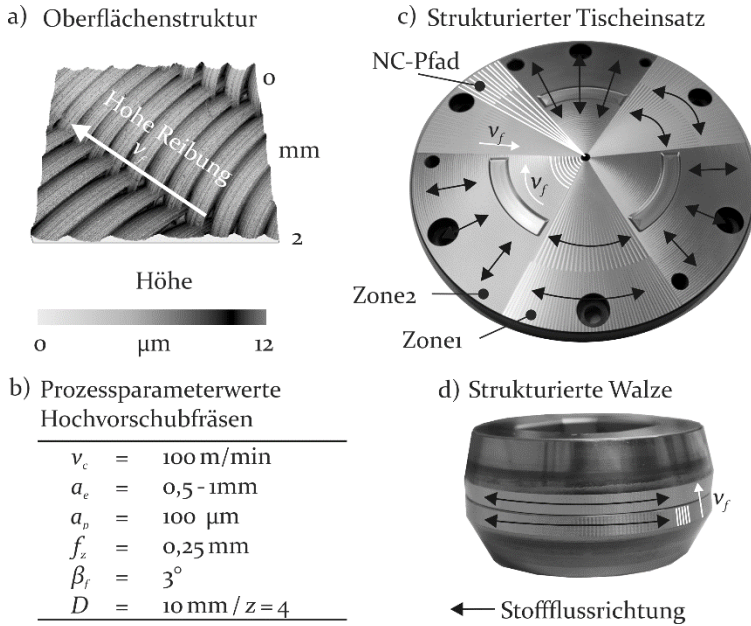 a) Oberflächenstruktur
Hohe Reibung
v_f
0
mm
2
Höhe
0 µm 12
b) Prozessparameterwerte
Hochvorschubfräsen
v_c = 100 m/min
a_e = 0,5 - 1mm
a_p = 100 µm
f_z = 0,25 mm
β_f = 3°
D = 10 mm / z = 4
c) Strukturierter Tischeinsatz
NC-Pfad
v_f
v_f
Zone2
Zone1
d) Strukturierte Walze
v_f
Stoffflussrichtung